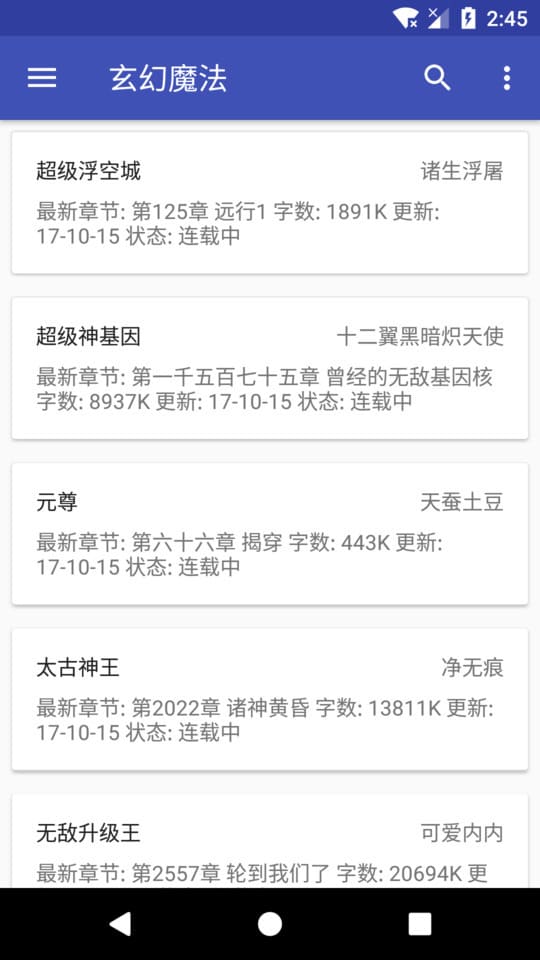 2:45
玄幻魔法
超级浮空城 诸生浮屠
最新章节: 第125章 远行1 字数: 1891K 更新:
17-10-15 状态: 连载中
超级神基因 十二翼黑暗炽天使
最新章节: 第一千五百七十五章 曾经的无敌基因核
字数: 8937K 更新: 17-10-15 状态: 连载中
元尊 天蚕土豆
最新章节: 第六十六章 揭穿 字数: 443K 更新:
17-10-15 状态: 连载中
太古神王 净无痕
最新章节: 第2022章 诸神黄昏 字数: 13811K 更新:
17-10-15 状态: 连载中
无敌升级王 可爱内内
最新章节: 第2557章 轮到我们了 字数: 20694K 更